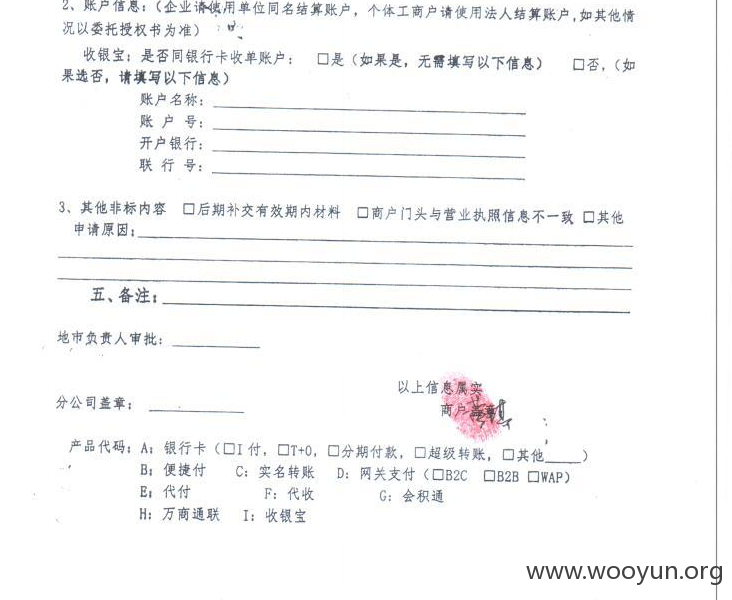 2、账户信息：（企业请使用单位同名结算账户，个体工商户请使用法人结算账户，如其他情
况以委托授权书为准）
收银宝：是否同银行卡收单账户： □是（如果是，无需填写以下信息） □否，（如
果选否，请填写以下信息）
账户名称：
账 户 号：
开户银行：
联 行 号：
3、其他非标内容 □后期补交有效期内材料 □商户门头与营业执照信息不一致 □其他
申请原因：
五、备注：
地市负责人审批：
以上信息属实
分公司盖章：
商户盖章
产品代码：A：银行卡（□I付，□T+0，□分期付款，□超级转账，□其他_____）
B：便捷付 C：实名转账 D：网关支付（□B2C □B2B □WAP）
E：代付 F：代收 G：会积通
H：万商通联 I：收银宝
www.wooyun.org